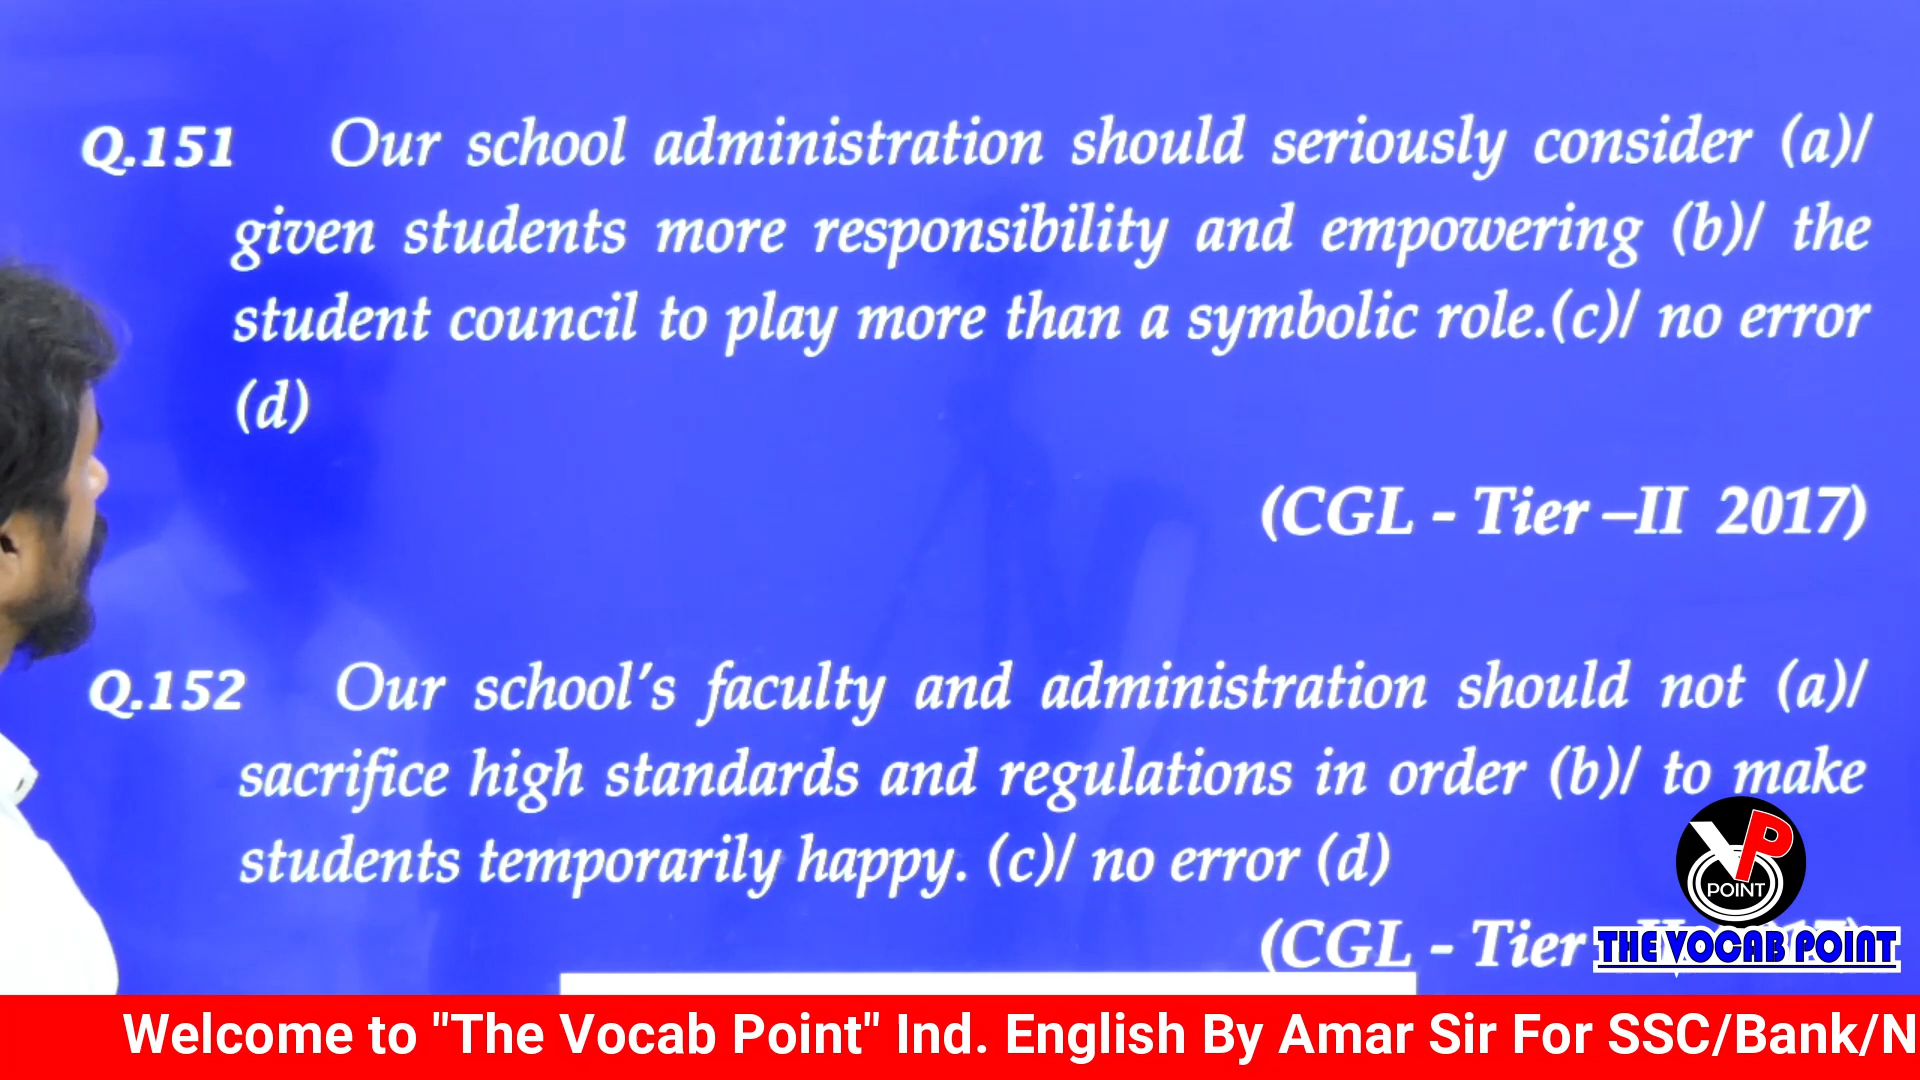 Q.151 Our school administration should seriously consider (a)/
given students more responsibility and empowering (b)/ the
student council to play more than a symbolic role.(c)/ no error
(d)
(CGL - Tier –II 2017)
Q.152 Our school's faculty and administration should not (a)/
sacrifice high standards and regulations in order (b)/ to make
students temporarily happy. (c)/ no error (d)
(CGL - Tier
VP
POINT
THE VOCAB POINT
Welcome to "The Vocab Point" Ind. English By Amar Sir For SSC/Bank/N